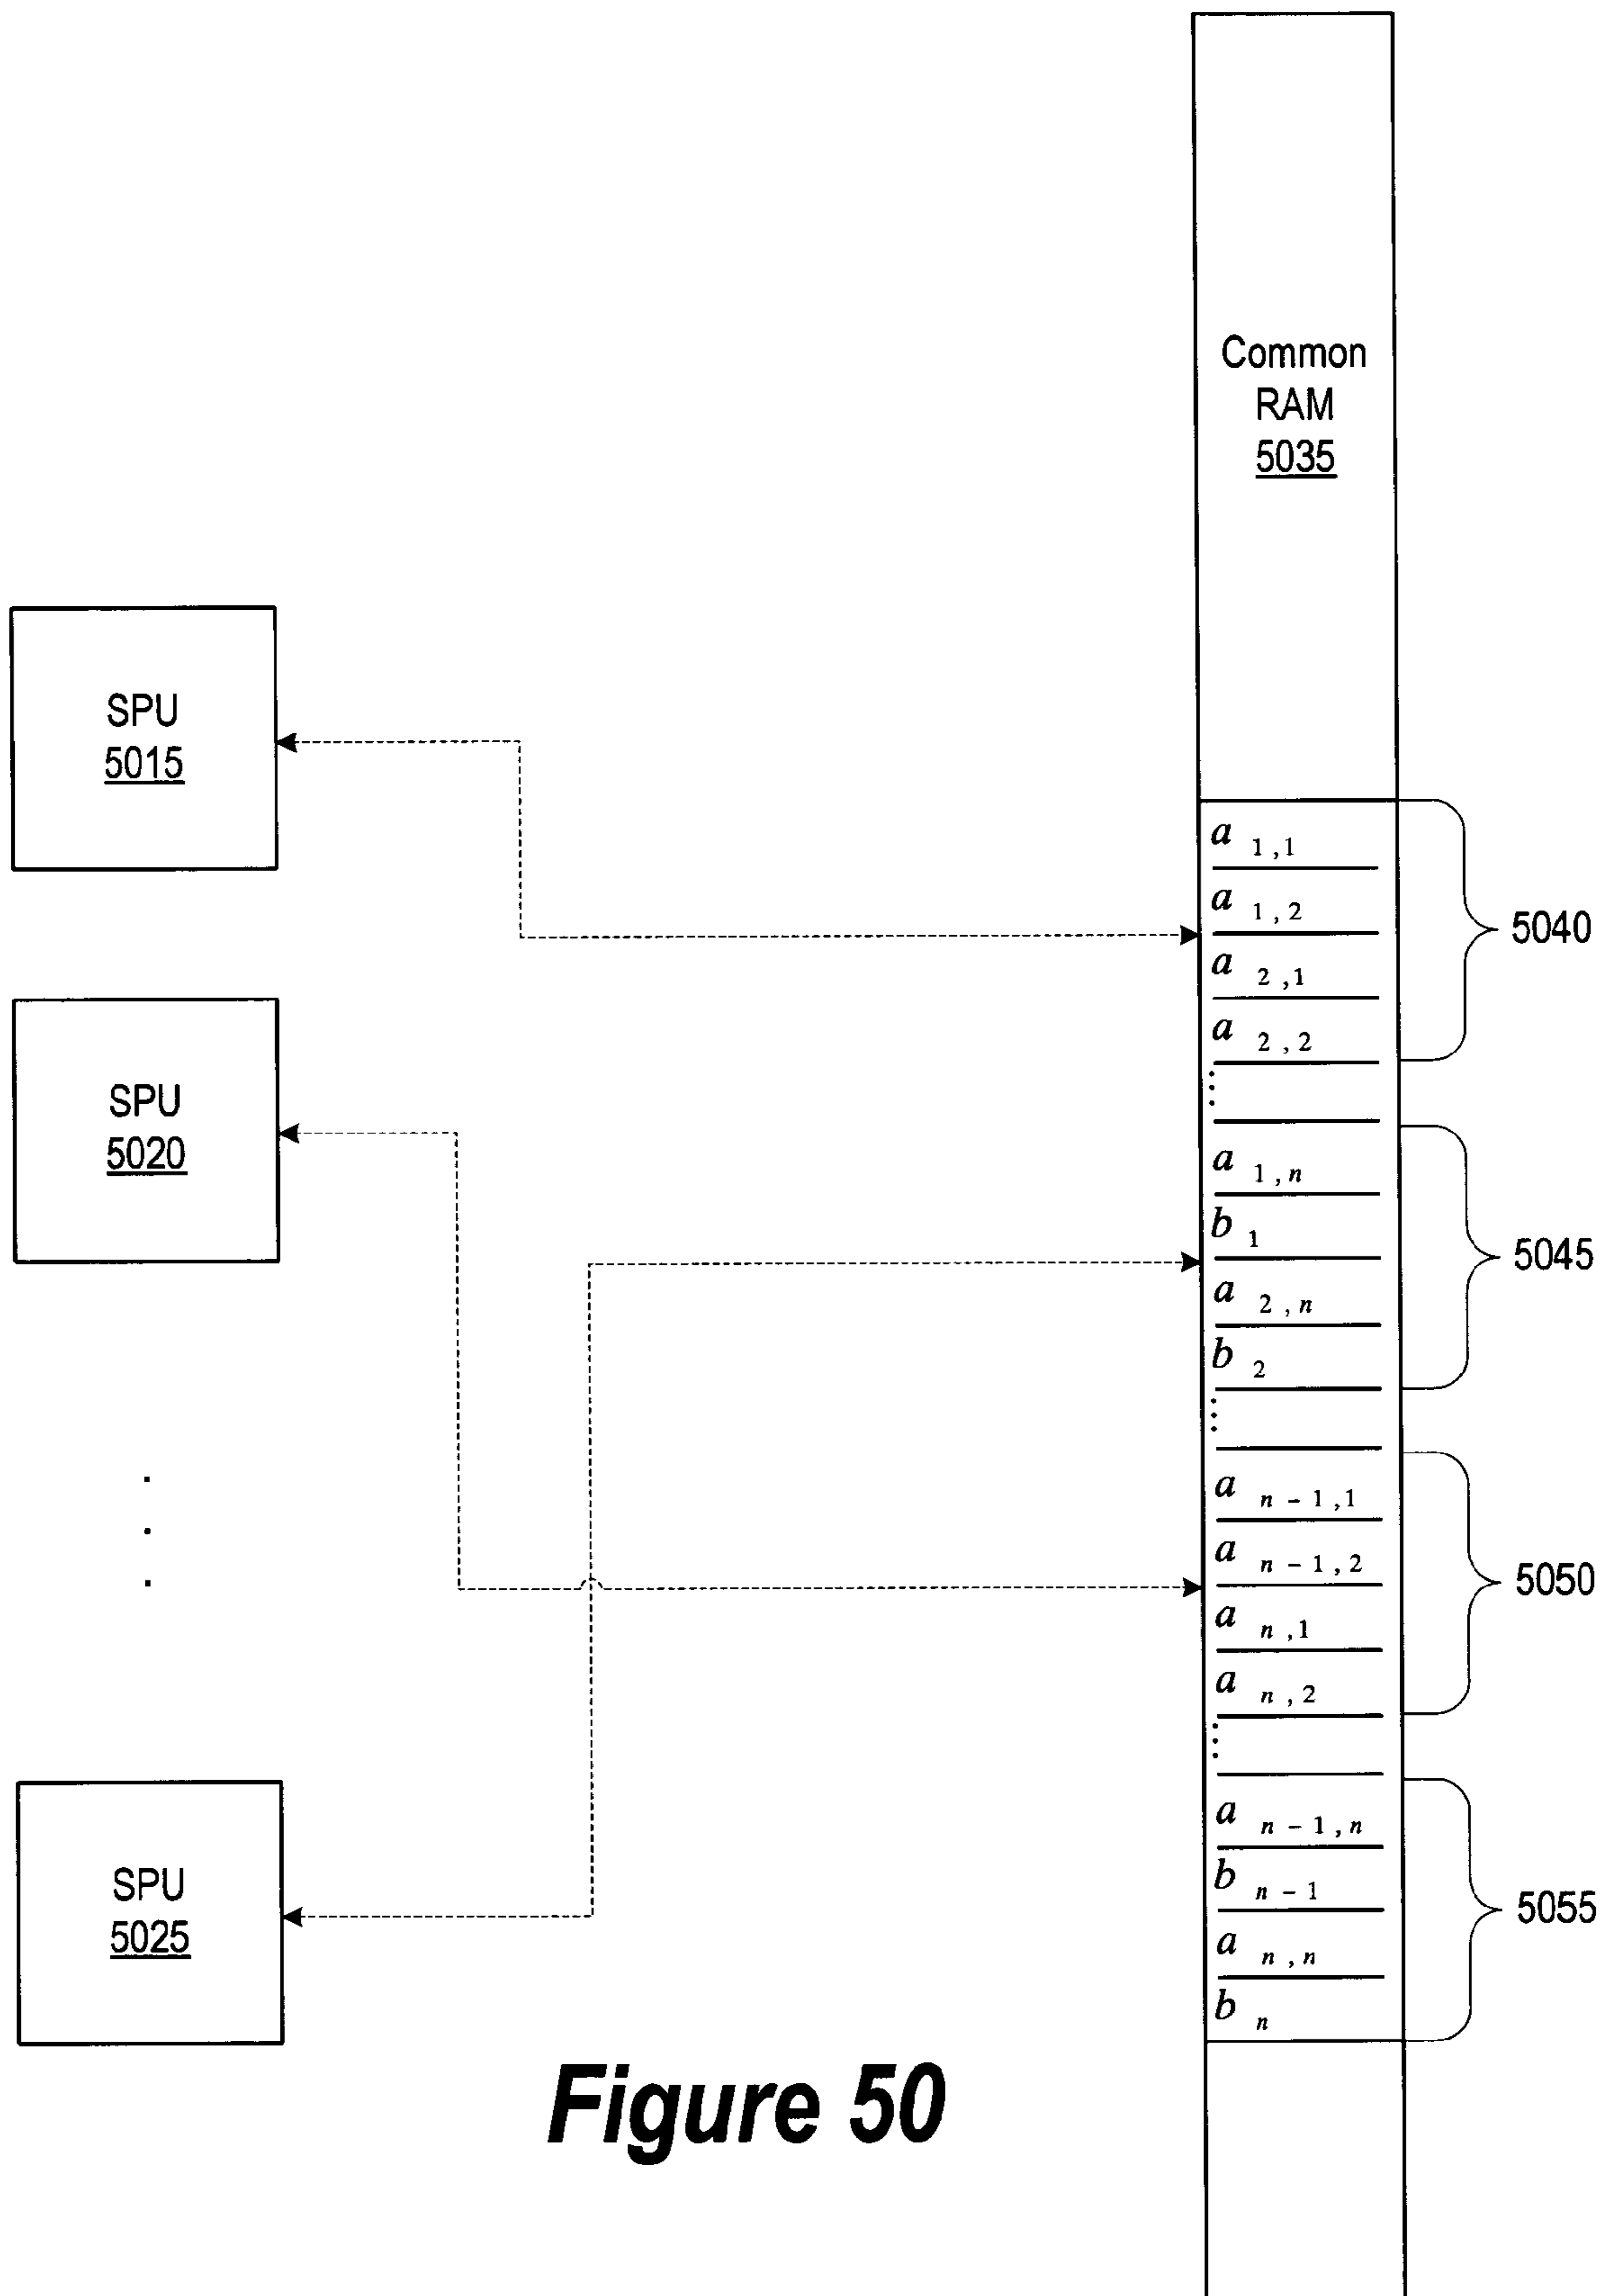 Common
RAM
5035
SPU
5015
SPU
5020
.
.
.
SPU
5025
a 1,1
a 1,2
a 2,1
a 2,2
⋮
a 1,n
b 1
a 2,n
b 2
⋮
a n-1,1
a n-1,2
a n,1
a n,2
⋮
a n-1,n
b n-1
a n,n
b n
5040
5045
5050
5055
Figure 50